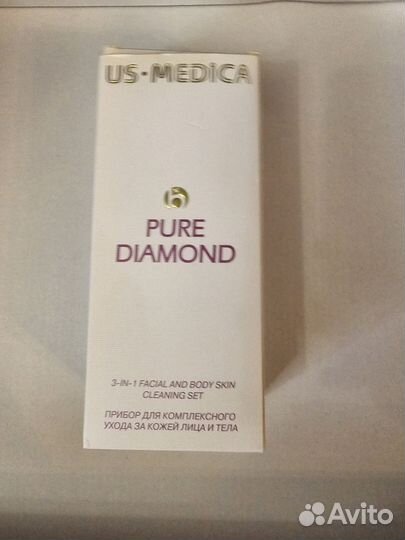 US·MEDICA
PURE
DIAMOND
3-IN-1 FACIAL AND BODY SKIN
CLEANING SET
ПРИБОР ДЛЯ КОМПЛЕКСНОГО
УХОДА ЗА КОЖЕЙ ЛИЦА И ТЕЛА
Avito